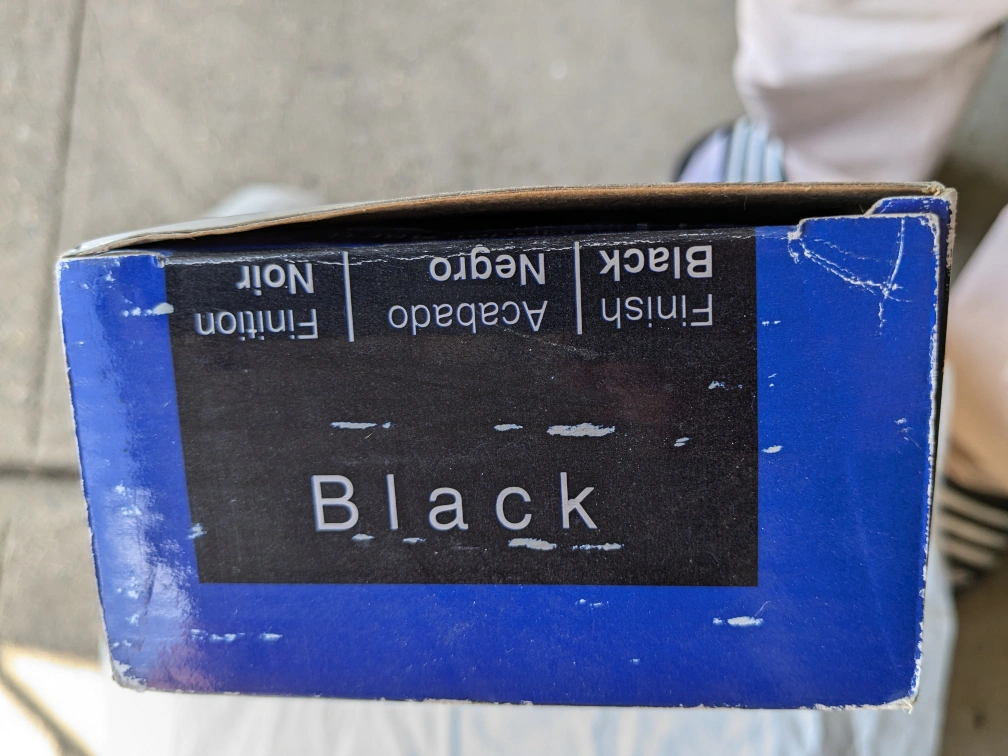 Finish
Black
Acabado
Negro
Finition
Noir
Black